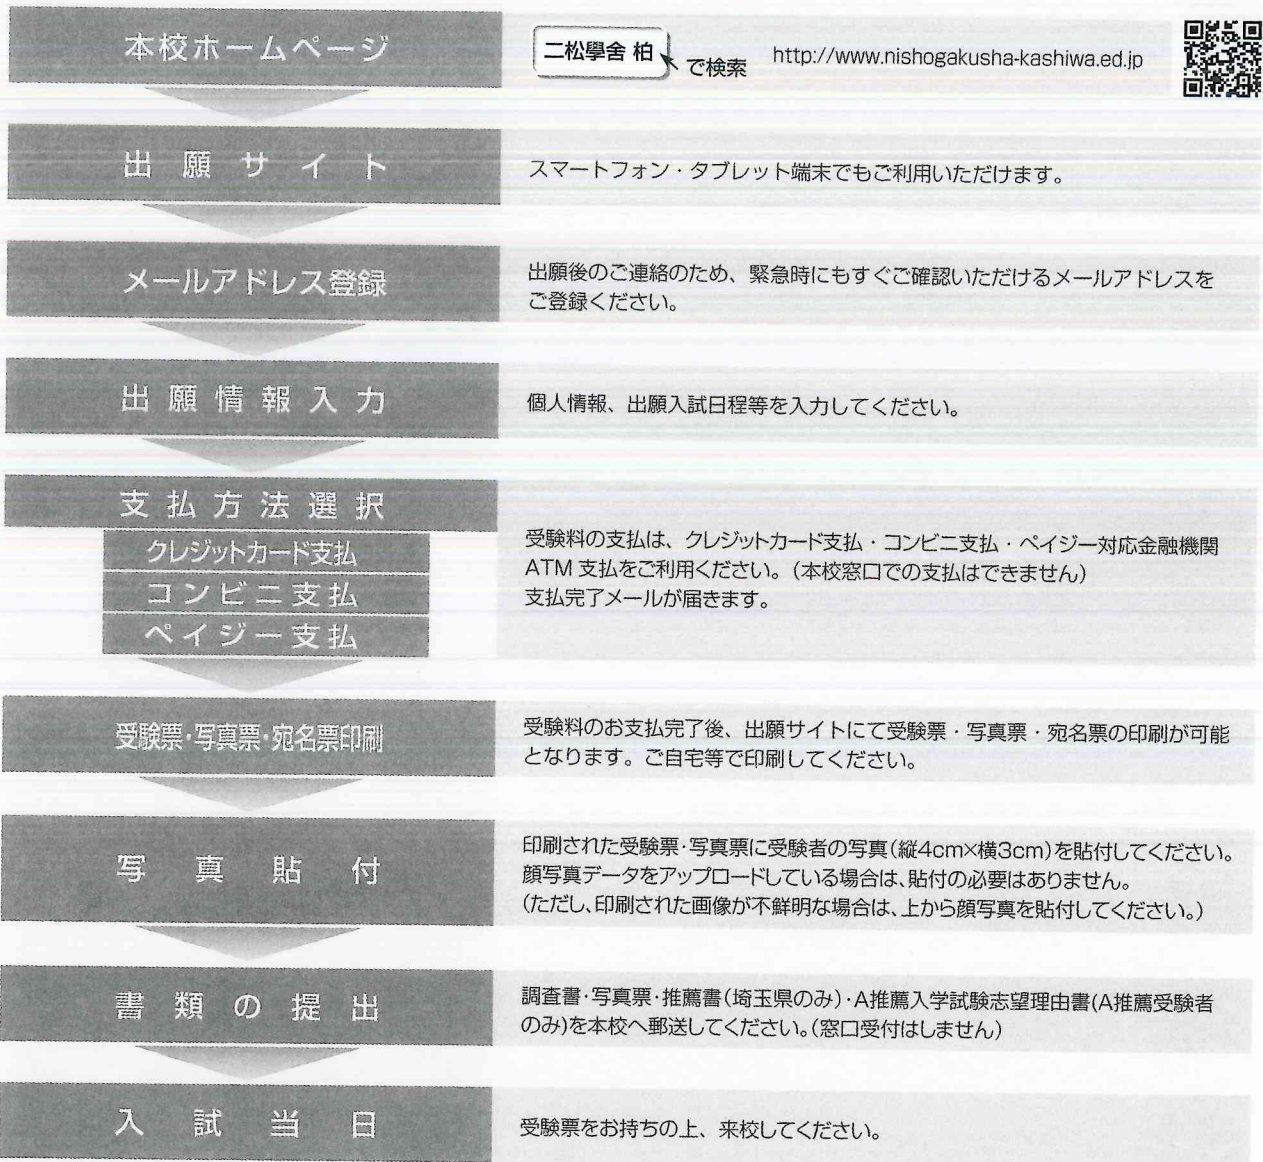 本校ホームページ
二松學舍 柏 で検索 http://www.nishogakusha-kashiwa.ed.jp
出願サイト
スマートフォン・タブレット端末でもご利用いただけます。
メールアドレス登録
出願後のご連絡のため、緊急時にもすぐご確認いただけるメールアドレスを
ご登録ください。
出願情報入力
個人情報、出願入試日程等を入力してください。
支払方法選択
クレジットカード支払
コンビニ支払
ペイジー支払
受験料の支払は、クレジットカード支払・コンビニ支払・ペイジー対応金融機関
ATM 支払をご利用ください。(本校窓口での支払はできません)
支払完了メールが届きます。
受験票・写真票・宛名票印刷
受験料のお支払完了後、出願サイトにて受験票・写真票・宛名票の印刷が可能
となります。ご自宅等で印刷してください。
写真貼付
印刷された受験票・写真票に受験者の写真(縦4cm×横3cm)を貼付してください。
顔写真データをアップロードしている場合は、貼付の必要はありません。
(ただし、印刷された画像が不鮮明な場合は、上から顔写真を貼付してください。)
書類の提出
調査書・写真票・推薦書(埼玉県のみ)・A推薦入学試験志望理由書(A推薦受験者
のみ)を本校へ郵送してください。(窓口受付はしません)
入試当日
受験票をお持ちの上、来校してください。